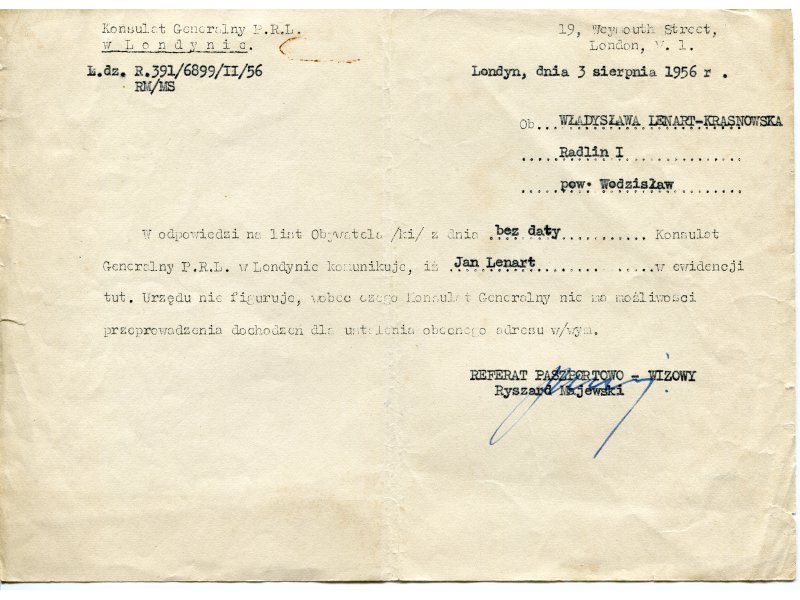 Konsulat Generalny P.R.L.
w Londynie.
L.dz. R.391/6899/II/56
RM/MS
19, Weymouth Street,
London, W. 1.
Londyn, dnia 3 sierpnia 1956 r .
Ob... WŁADYSŁAWA LENART-KRASNOWSKA
Radlin I
pow. Wodzisław
W odpowiedzi na list Obywatela /ki/ z dnia bez daty........... Konsulat
Generalny P.R.L. w Londynie komunikuje, iż .Jan Lenart................w ewidencji
tut. Urzędu nie figuruje, wobec czego Konsulat Generalny nie ma możliwości
przeprowadzenia dochodzeń dla ustalenia obecnego adresu w/wym.
REFERAT PASZPORTOWO - WIZOWY
Ryszard Majewski